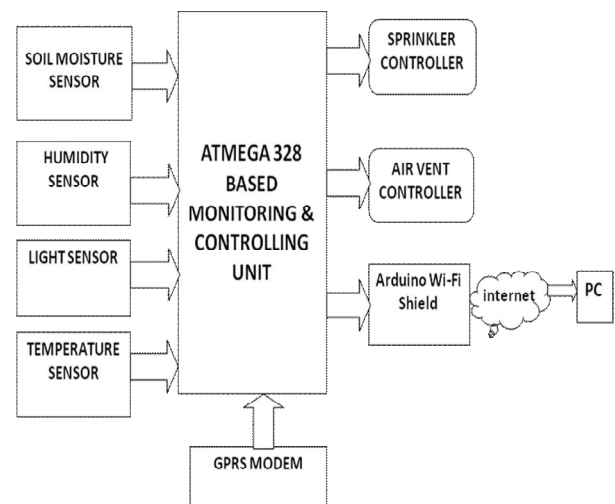 SOIL MOISTURE
SENSOR
HUMIDITY
SENSOR
LIGHT SENSOR
TEMPERATURE
SENSOR
ATMEGA 328
BASED
MONITORING &
CONTROLLING
UNIT
GPRS MODEM
SPRINKLER
CONTROLLER
AIR VENT
CONTROLLER
Arduino Wi-Fi
Shield
internet
PC